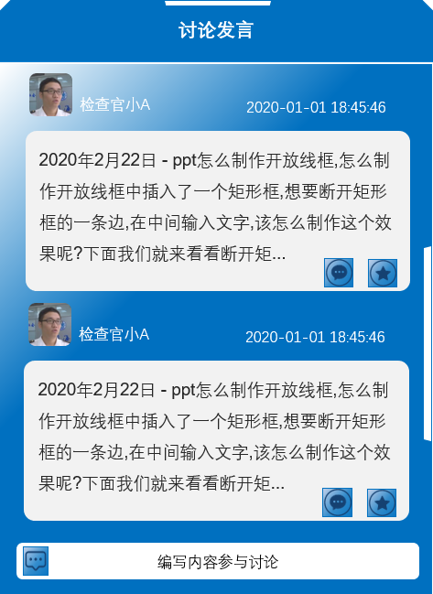 讨论发言
检查官小A
2020-01-01 18:45:46
2020年2月22日 - ppt怎么制作开放线框,怎么制
作开放线框中插入了一个矩形框,想要断开矩形
框的一条边,在中间输入文字,该怎么制作这个效
果呢?下面我们就来看看断开矩...
检查官小A
2020-01-01 18:45:46
2020年2月22日 - ppt怎么制作开放线框,怎么制
作开放线框中插入了一个矩形框,想要断开矩形
框的一条边,在中间输入文字,该怎么制作这个效
果呢?下面我们就来看看断开矩...
编写内容参与讨论